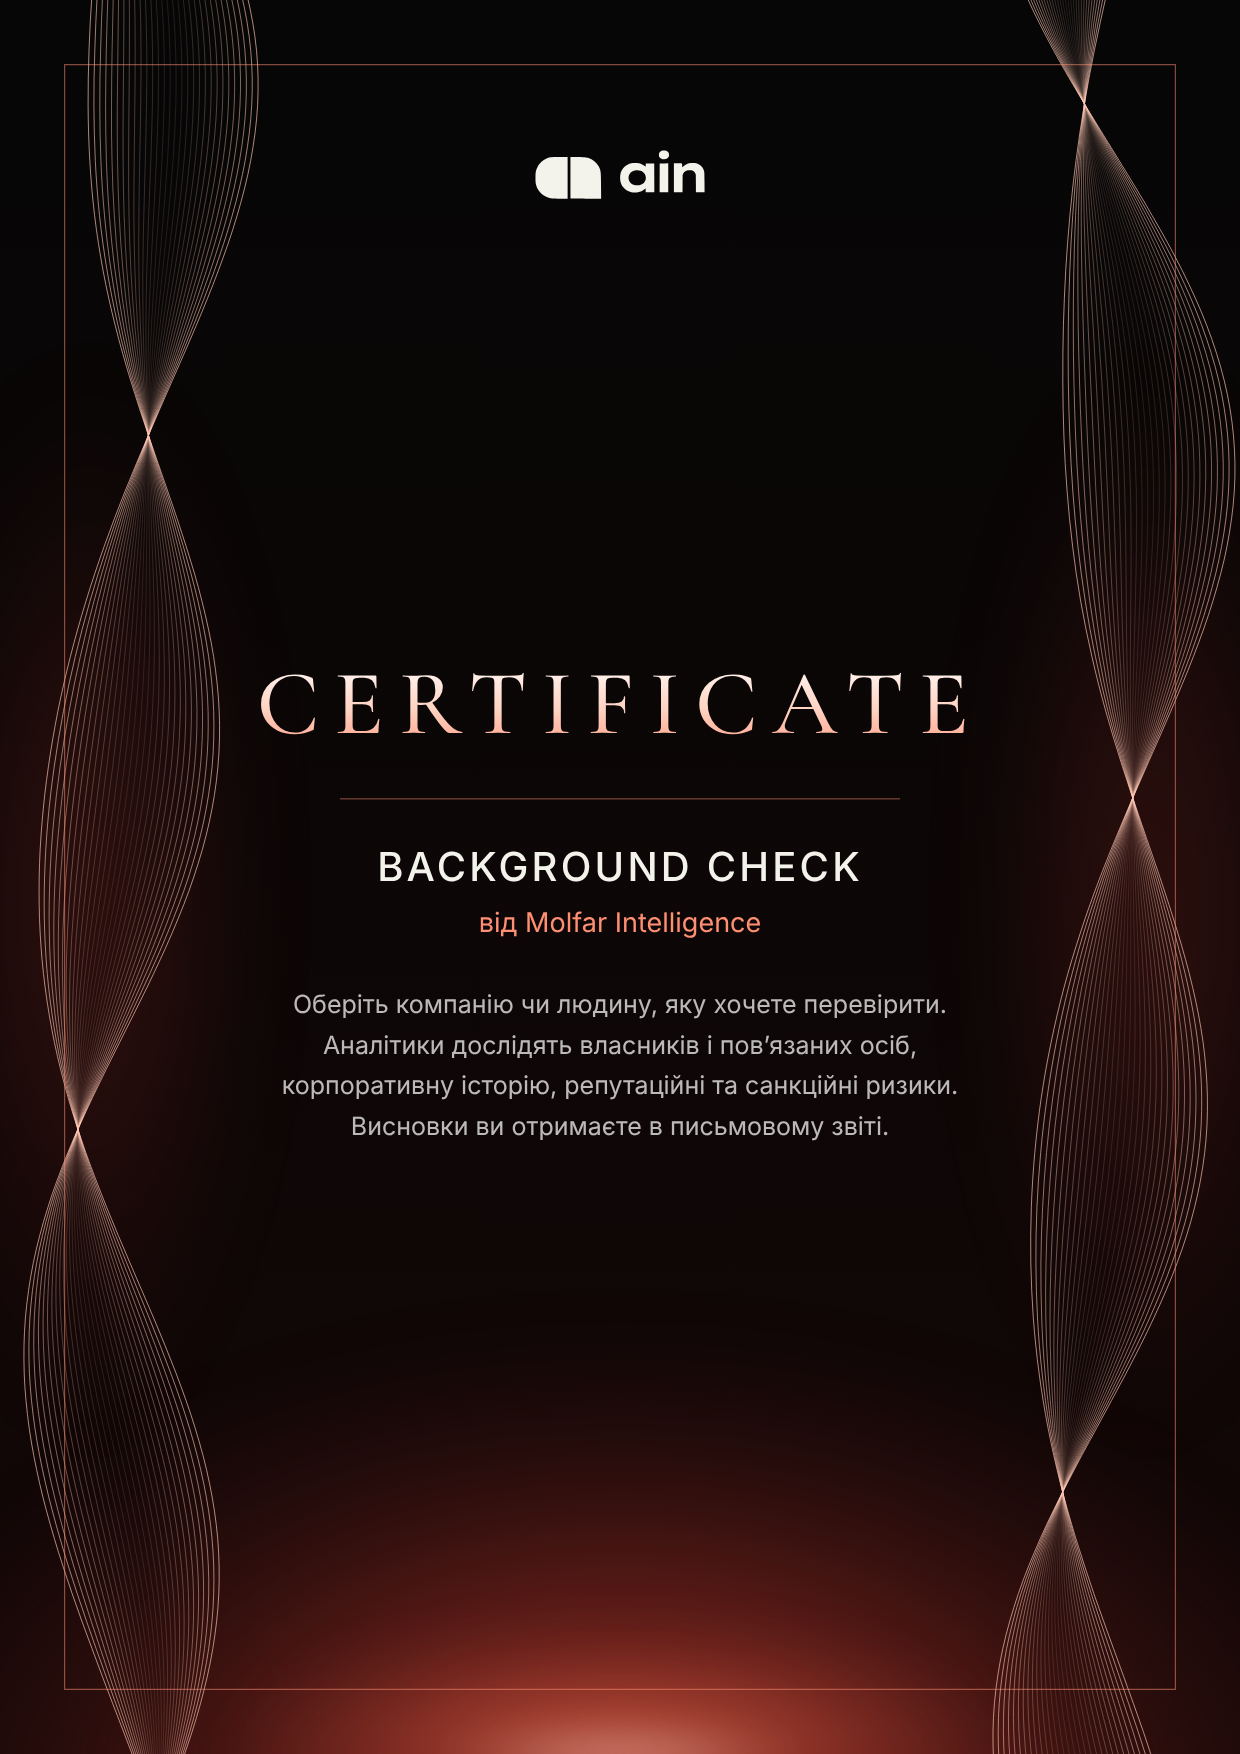 ain
CERTIFICATE
BACKGROUND CHECK
від Molfar Intelligence
Оберіть компанію чи людину, яку хочете перевірити.
Аналітики дослідять власників і пов’язаних осіб,
корпоративну історію, репутаційні та санкційні ризики.
Висновки ви отримаєте в письмовому звіті.